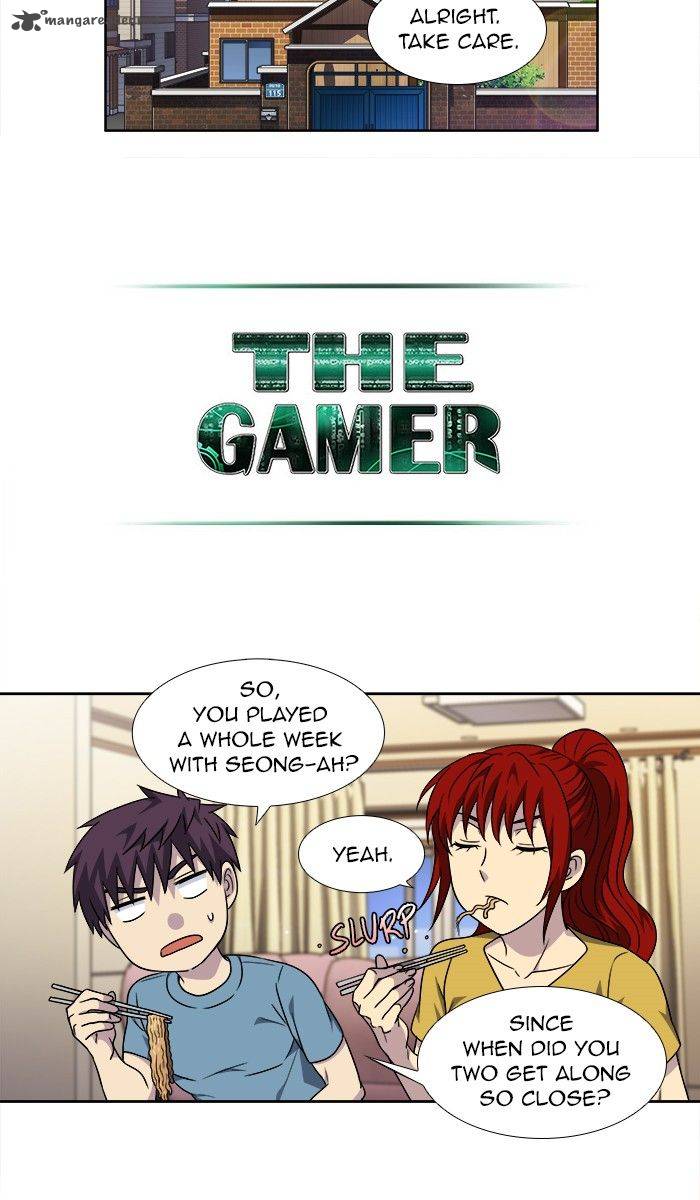 ALRIGHT.
TAKE CARE.
115
THE
GAMER
SO,
YOU PLAYED
A WHOLE WEEK
WITH SEONG-AH?
YEAH.
SLURP
SINCE
WHEN DID YOU
TWO GET ALONG
SO CLOSE?